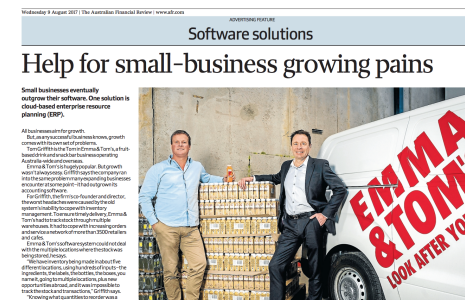 Wednesday 9 August 2017 | The Australian Financial Review | www.afr.com
ADVERTISING FEATURE
Software solutions
Help for small-business growing pains
Small businesses eventually
outgrow their software. One solution is
cloud-based enterprise resource
planning (ERP).
All businesses aim for growth.
But, as any successful business knows, growth
comes with its own set of problems.
Tom Griffith is the Tom in Emma & Tom's, a fruit-
based drink and snack bar business operating
Australia-wide and overseas.
Emma & Tom's is hugely popular. But growth
wasn't always easy. Griffith says the company ran
into the same problem many expanding businesses
encounter at some point – it had outgrown its
accounting software.
For Griffith, the firm's co-founder and director,
the worst headaches were caused by the old
system's inability to cope with inventory
management. To ensure timely delivery, Emma &
Tom's had to track stock through multiple
warehouses. It had to cope with increasing orders
and service a network of more than 3500 retailers
and cafes.
Emma & Tom's software system could not deal
with the multiple locations where the stock was
being stored, he says.
"We have inventory being made in about five
different locations, using hundreds of inputs – the
ingredients, the labels, the bottles, the boxes, you
name it, going to multiple locations, plus new
opportunities abroad, and it was impossible to
track the stock and transactions," Griffith says.
"Knowing what quantities to reorder was a
EMMA
& TOM'S
LOOK AFTER YO